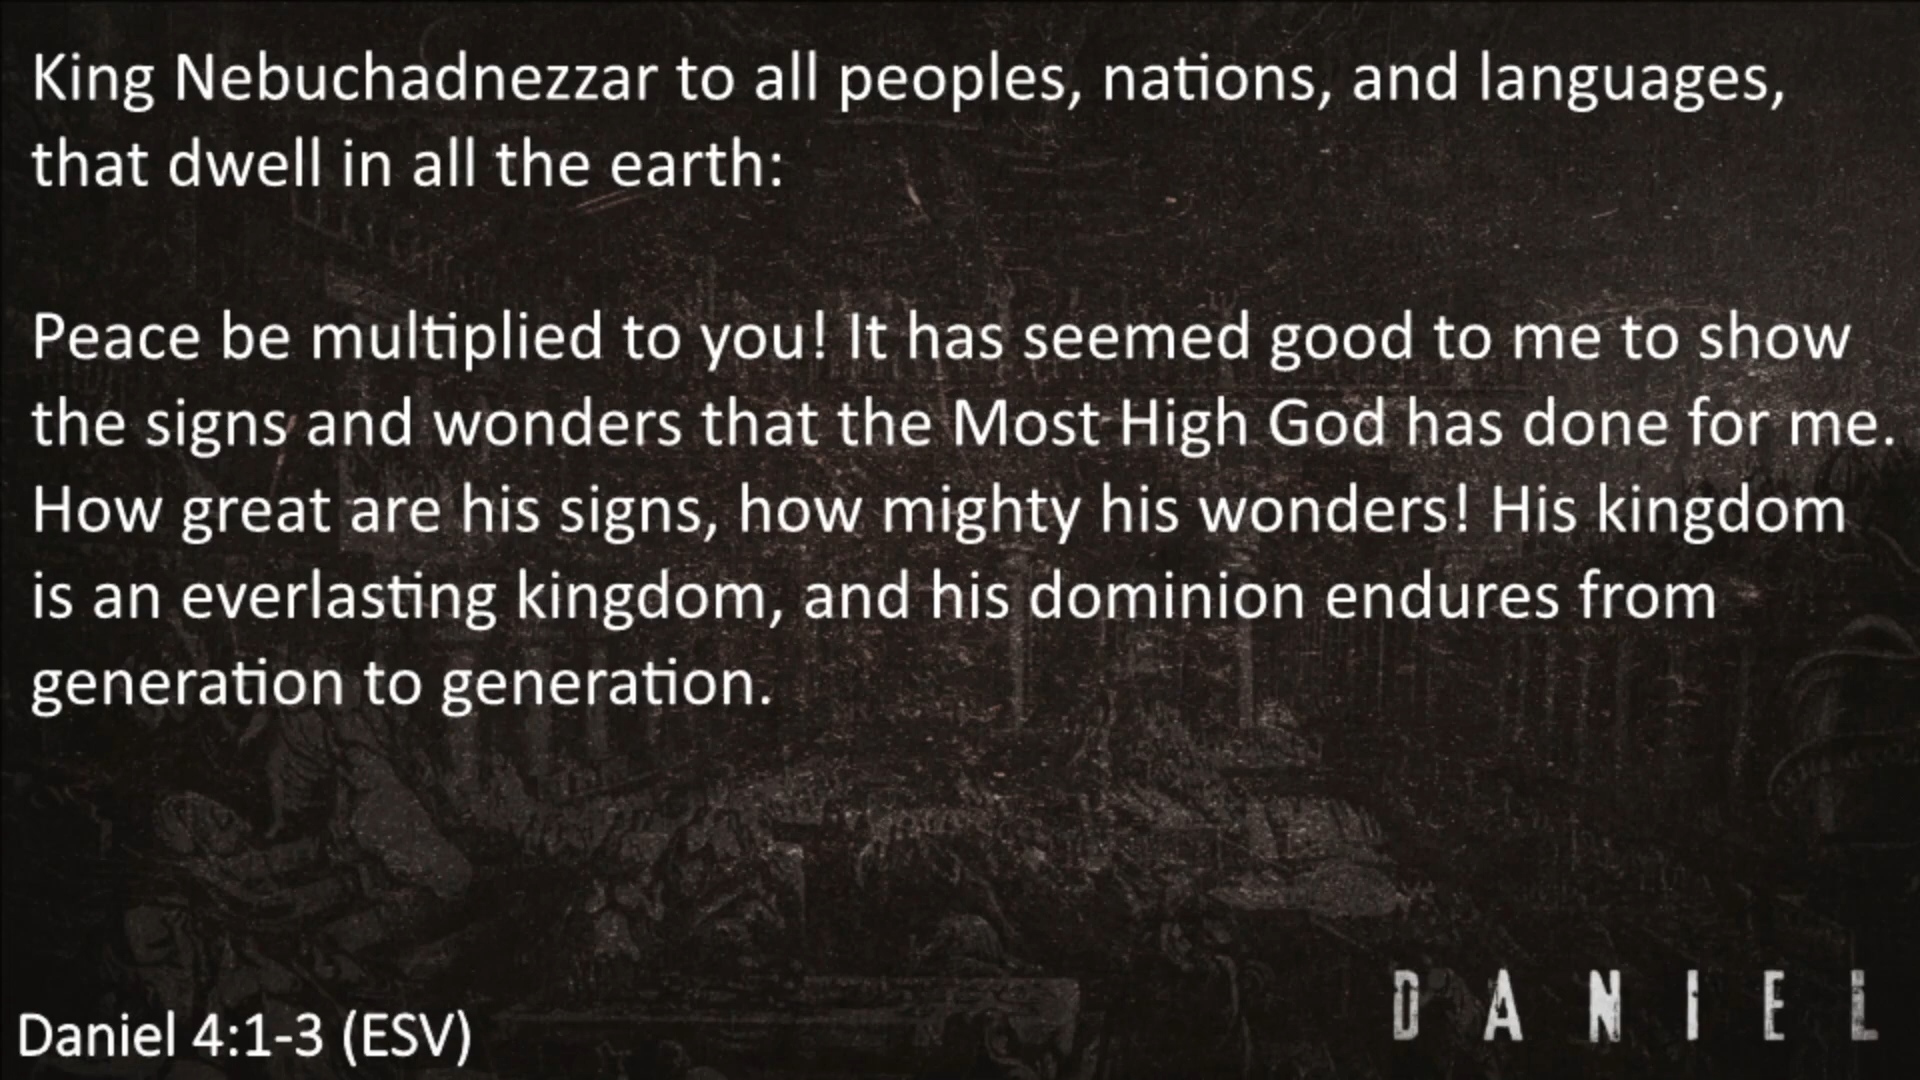 King Nebuchadnezzar to all peoples, nations, and languages,
that dwell in all the earth:
Peace be multiplied to you! It has seemed good to me to show
the signs and wonders that the Most High God has done for me.
How great are his signs, how mighty his wonders! His kingdom
is an everlasting kingdom, and his dominion endures from
generation to generation.
Daniel 4:1-3 (ESV)
DANIEL